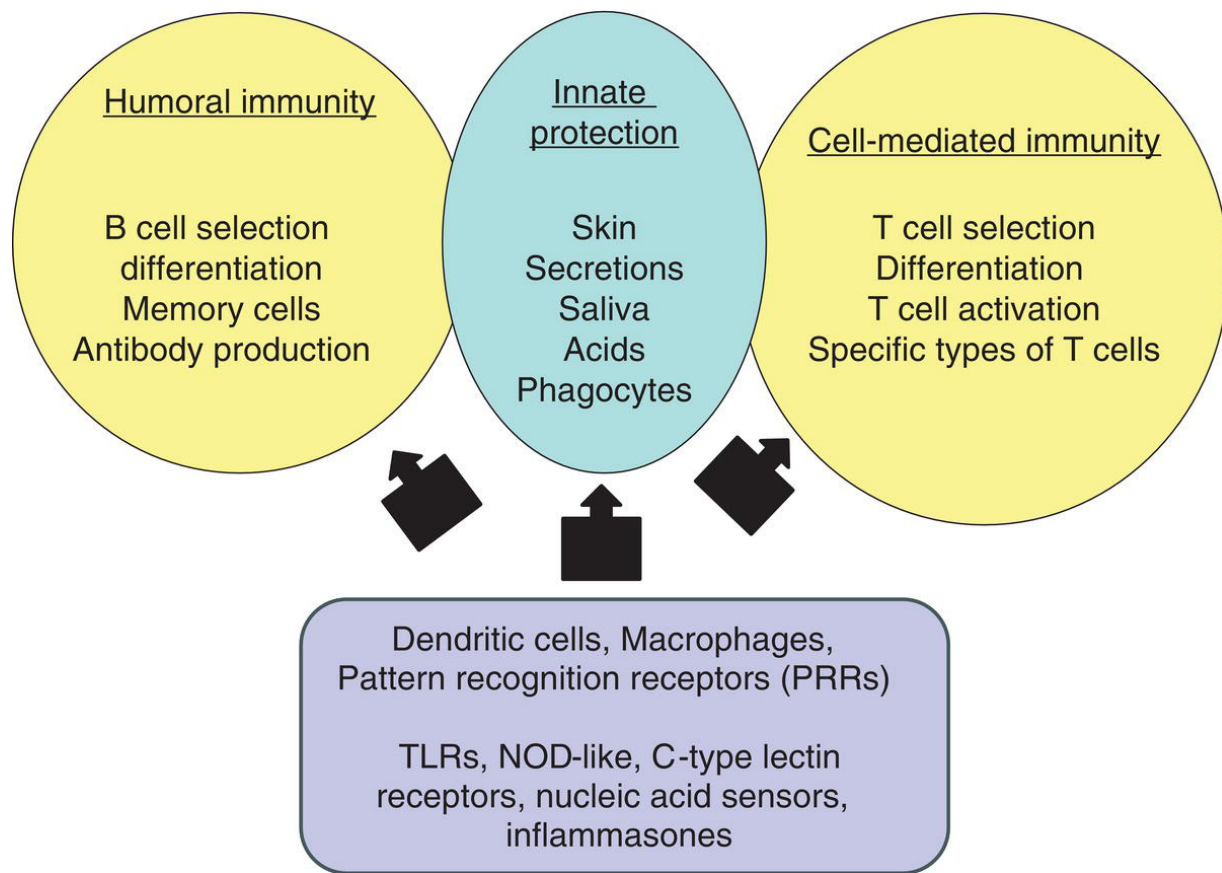 Humoral immunity
B cell selection
differentiation
Memory cells
Antibody production
Innate
protection
Skin
Secretions
Saliva
Acids
Phagocytes
Cell-mediated immunity
T cell selection
Differentiation
T cell activation
Specific types of T cells
Dendritic cells, Macrophages,
Pattern recognition receptors (PRRs)
TLRs, NOD-like, C-type lectin
receptors, nucleic acid sensors,
inflammasones